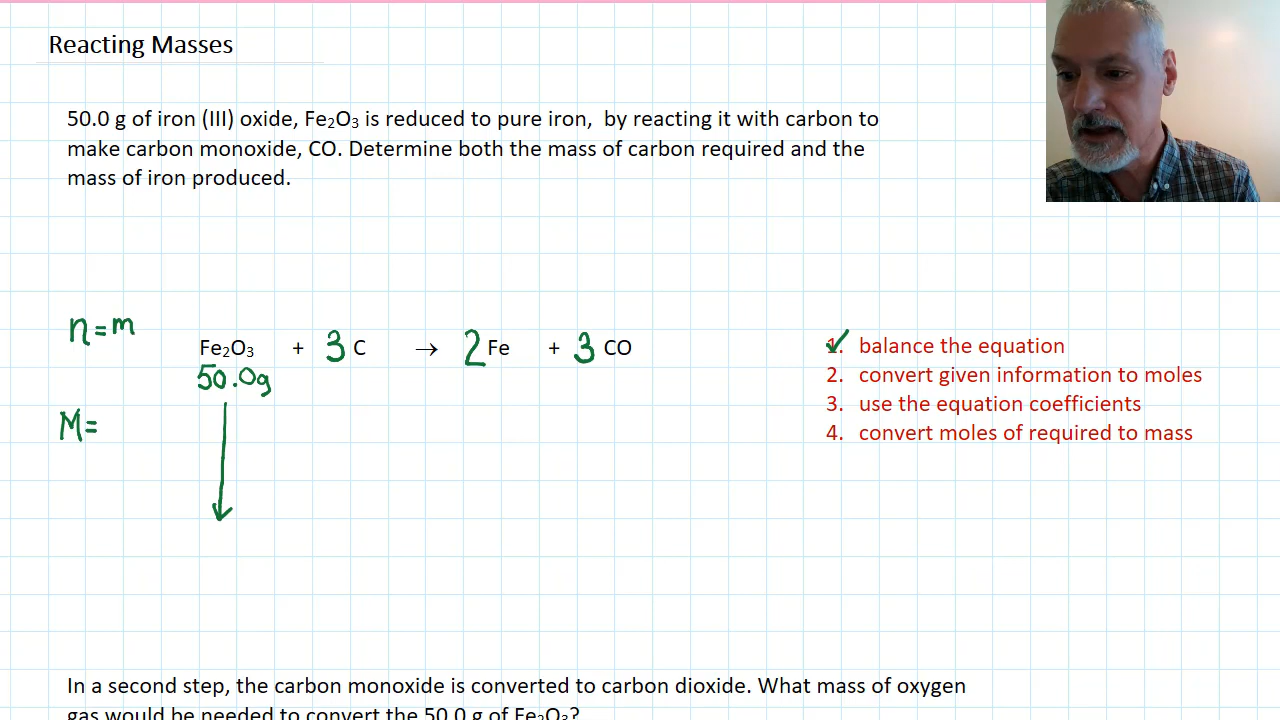 Reacting Masses
50.0 g of iron (III) oxide, Fe₂O₃ is reduced to pure iron,  by reacting it with carbon to
make carbon monoxide, CO. Determine both the mass of carbon required and the
mass of iron produced.
n=m
Fe₂O₃ + 3 C → 2 Fe + 3 CO
50.0g
M=
1. balance the equation
2. convert given information to moles
3. use the equation coefficients
4. convert moles of required to mass
In a second step, the carbon monoxide is converted to carbon dioxide. What mass of oxygen
gas would be needed to convert the 50.0 g of Fe₂O₃?